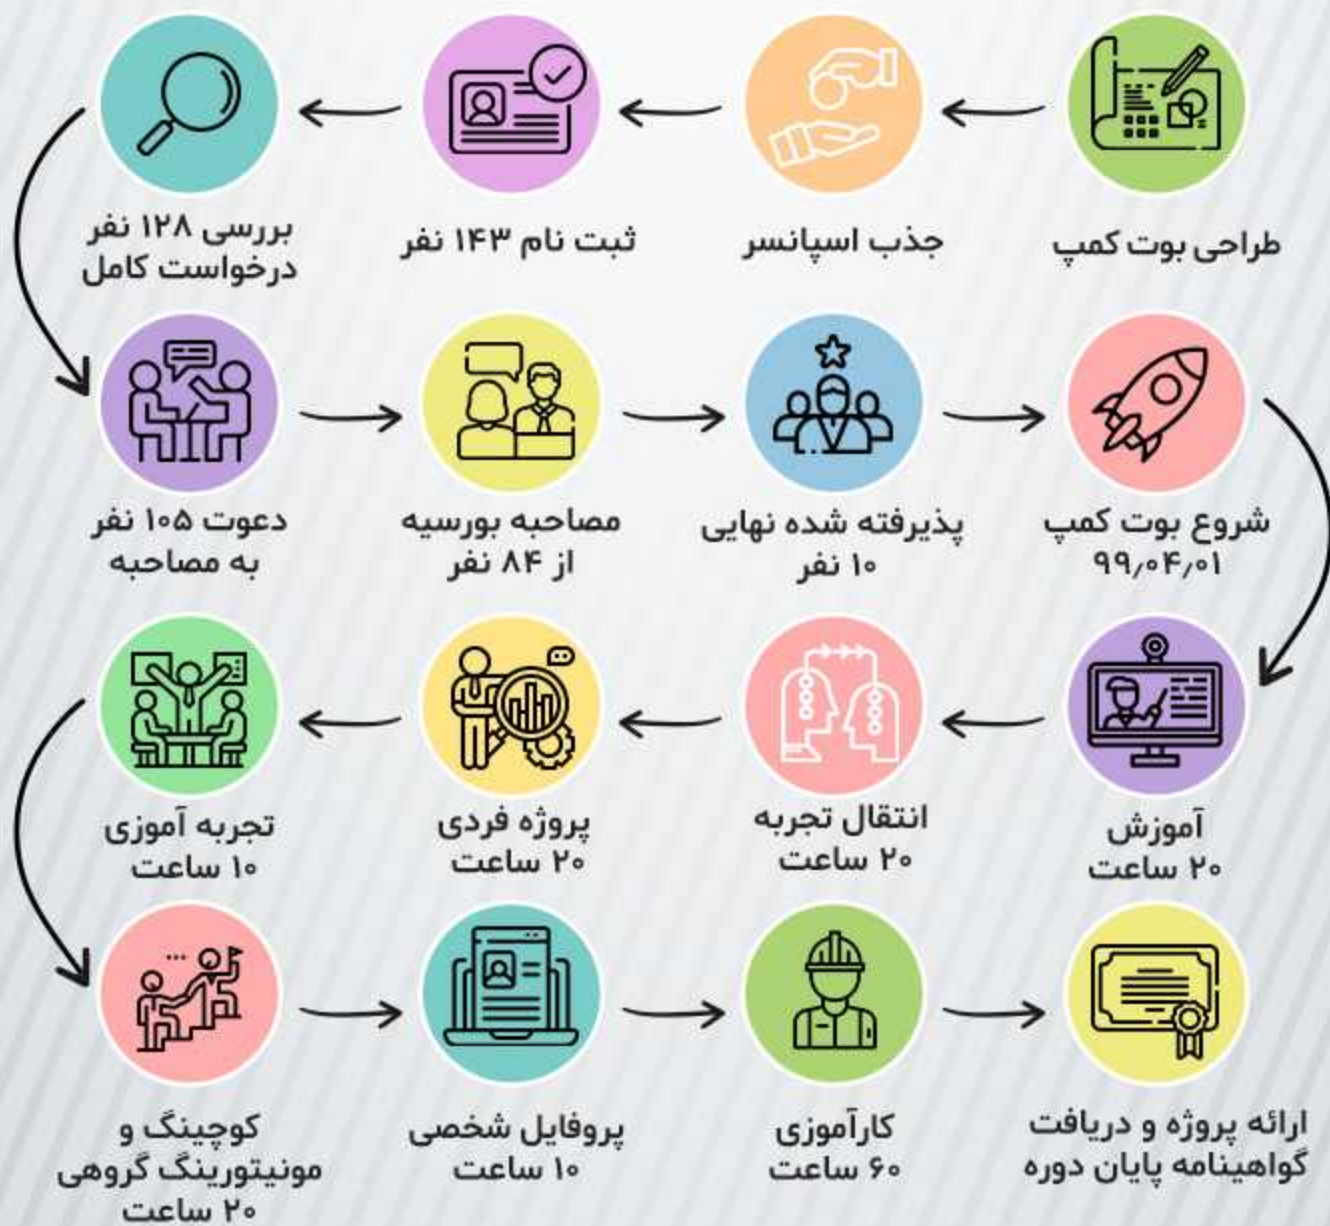 طراحی بوت کمپ
جذب اسپانسر
ثبت نام ۱۴۳ نفر
بررسی ۱۲۸ نفر
درخواست کامل
دعوت ۱۰۵ نفر
به مصاحبه
مصاحبه بورسیه
از ۸۴ نفر
پذیرفته شده نهایی
۱۰ نفر
شروع بوت کمپ
۹۹٫۰۴٫۰۱
آموزش
۲۰ ساعت
انتقال تجربه
۲۰ ساعت
پروژه فردی
۲۰ ساعت
تجربه آموزی
۱۰ ساعت
کوچینگ و
مونیتورینگ گروهی
۲۰ ساعت
پروفایل شخصی
۱۰ ساعت
کارآموزی
۶۰ ساعت
ارائه پروژه و دریافت
گواهینامه پایان دوره